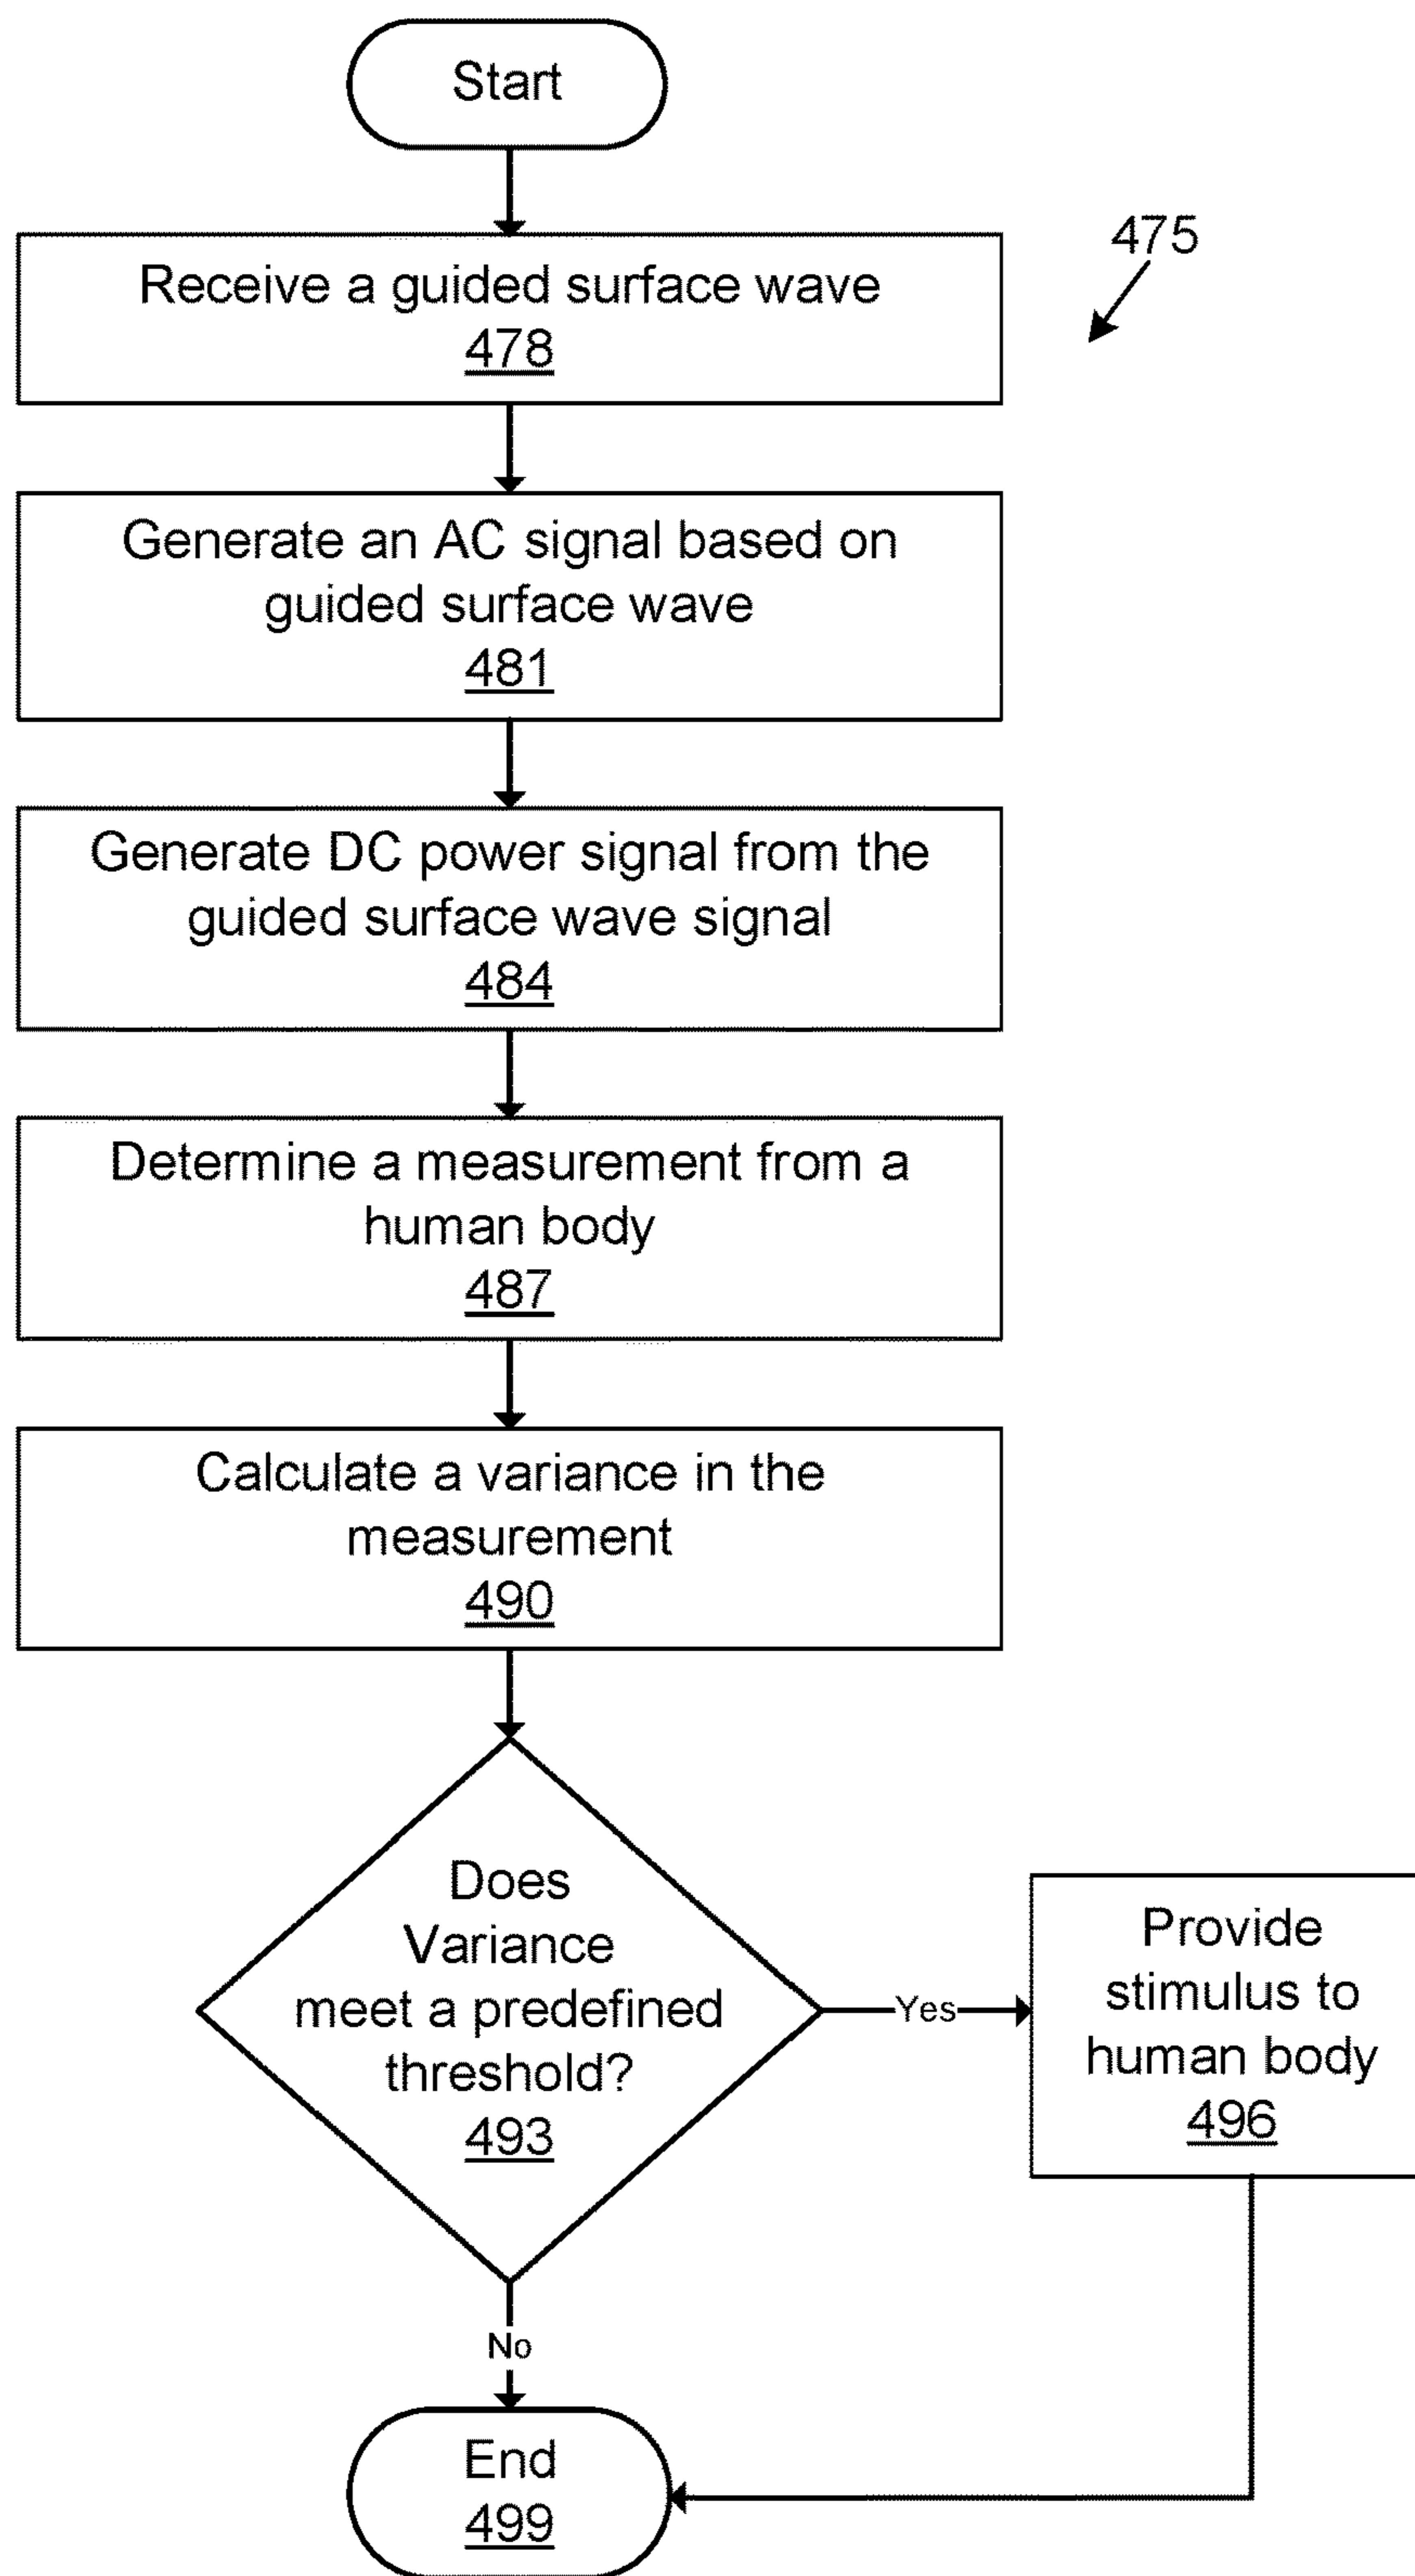 Start
475
Receive a guided surface wave
478
Generate an AC signal based on
guided surface wave
481
Generate DC power signal from the
guided surface wave signal
484
Determine a measurement from a
human body
487
Calculate a variance in the
measurement
490
Does
Variance
meet a predefined
threshold?
493
Yes
Provide
stimulus to
human body
496
No
End
499